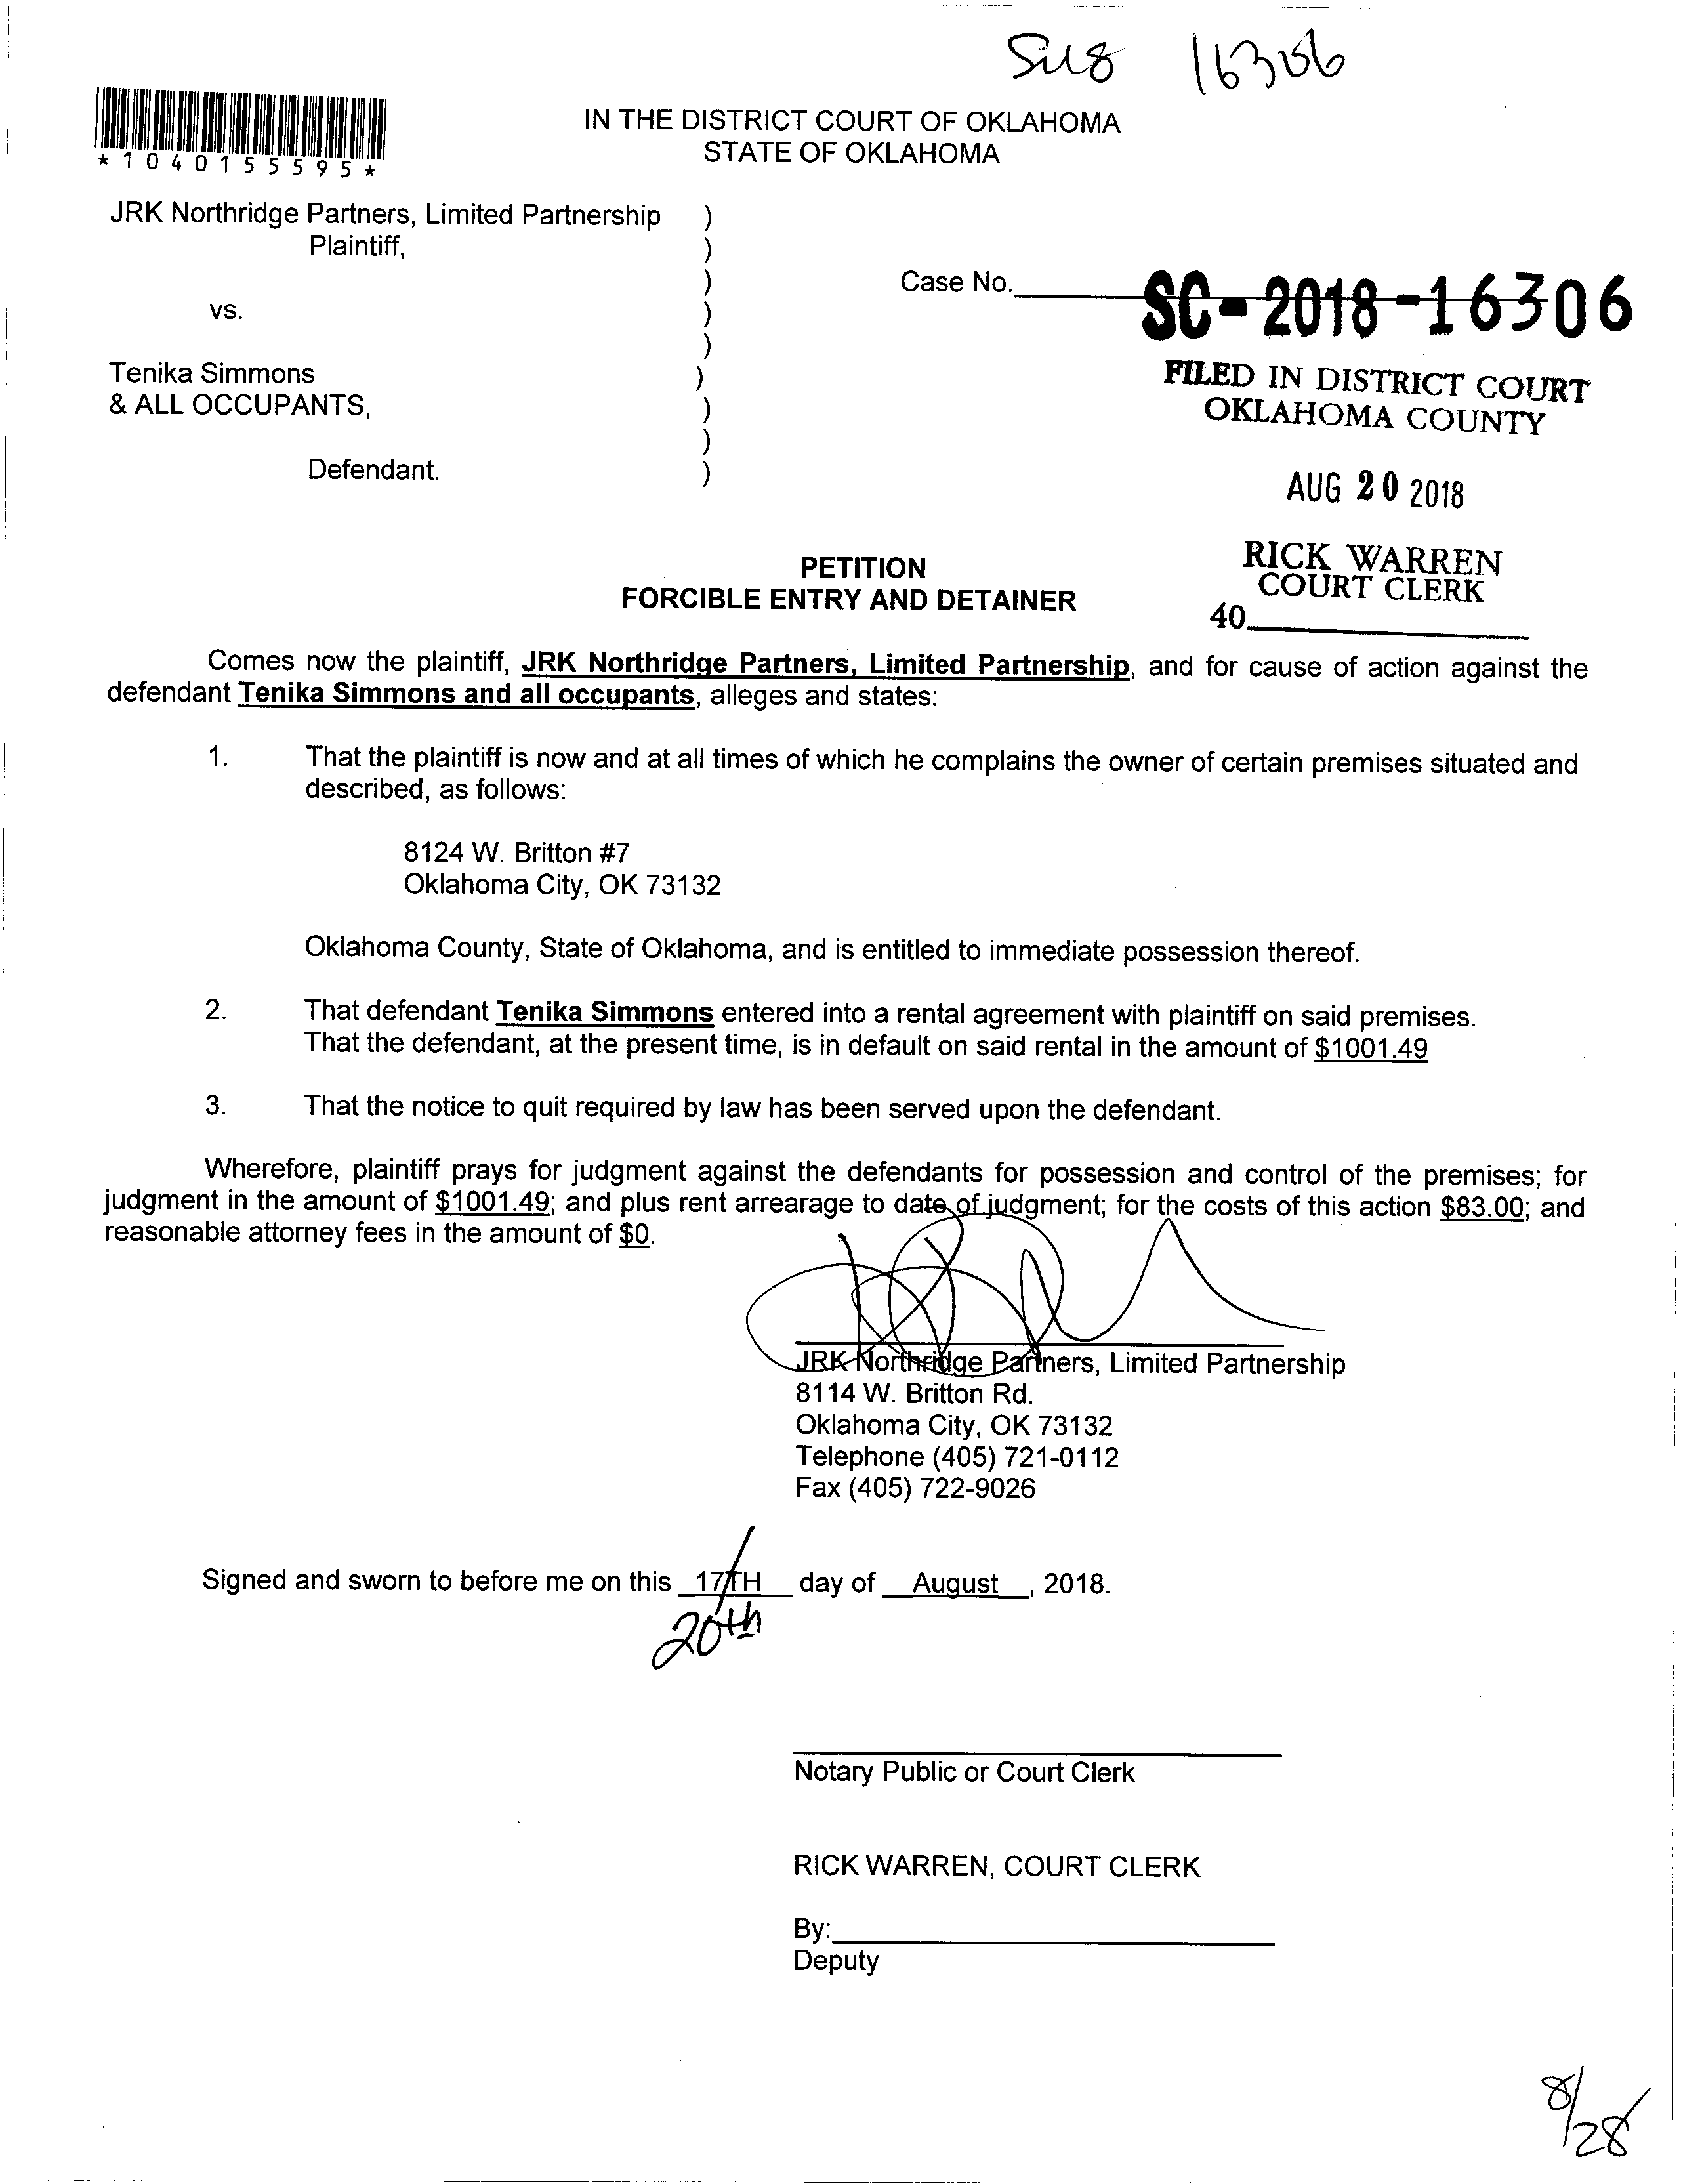 Su8 16306
*1040155595*
IN THE DISTRICT COURT OF OKLAHOMA
STATE OF OKLAHOMA
JRK Northridge Partners, Limited Partnership )
Plaintiff, )
)
vs. )
)
Tenika Simmons )
& ALL OCCUPANTS, )
)
Defendant. )
Case No. SC-2018-16306
FILED IN DISTRICT COURT
OKLAHOMA COUNTY
AUG 20 2018
RICK WARREN
COURT CLERK
40
PETITION
FORCIBLE ENTRY AND DETAINER
Comes now the plaintiff, JRK Northridge Partners, Limited Partnership, and for cause of action against the
defendant Tenika Simmons and all occupants, alleges and states:
1. That the plaintiff is now and at all times of which he complains the owner of certain premises situated and
described, as follows:
8124 W. Britton #7
Oklahoma City, OK 73132
Oklahoma County, State of Oklahoma, and is entitled to immediate possession thereof.
2. That defendant Tenika Simmons entered into a rental agreement with plaintiff on said premises.
That the defendant, at the present time, is in default on said rental in the amount of $1001.49
3. That the notice to quit required by law has been served upon the defendant.
Wherefore, plaintiff prays for judgment against the defendants for possession and control of the premises; for
judgment in the amount of $1001.49; and plus rent arrearage to date of judgment; for the costs of this action $83.00; and
reasonable attorney fees in the amount of $0.
JRK Northridge Partners, Limited Partnership
8114 W. Britton Rd.
Oklahoma City, OK 73132
Telephone (405) 721-0112
Fax (405) 722-9026
Signed and sworn to before me on this 17TH day of August, 2018.
20th
Notary Public or Court Clerk
RICK WARREN, COURT CLERK
By:
Deputy
8/28